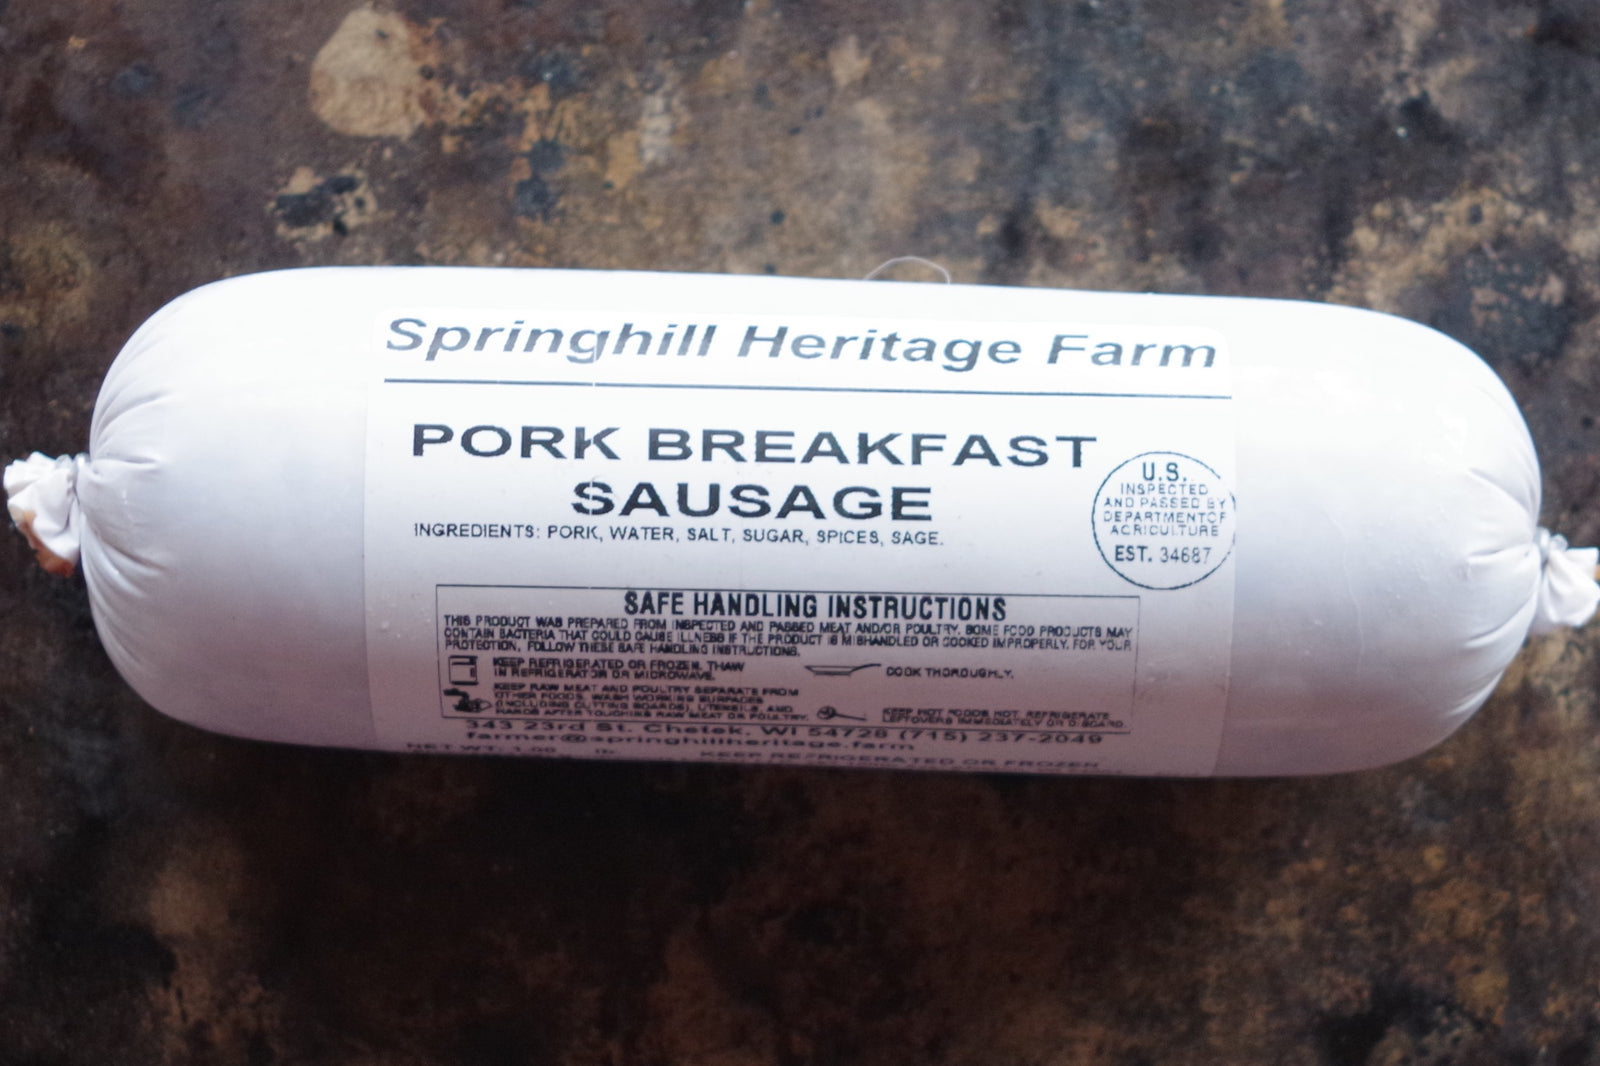 Springhill Heritage Farm
PORK BREAKFAST
SAUSAGE
INGREDIENTS: PORK, WATER, SALT, SUGAR, SPICES, SAGE.
U.S.
INSPECTED
AND PASSED BY
DEPARTMENT OF
AGRICULTURE
EST. 34687
SAFE HANDLING INSTRUCTIONS
THIS PRODUCT WAS PREPARED FROM INSPECTED AND PASSED MEAT AND/OR POULTRY. SOME FOOD PRODUCTS MAY
CONTAIN BACTERIA THAT COULD CAUSE ILLNESS IF THE PRODUCT IS MISHANDLED OR COOKED IMPROPERLY. FOR YOUR
PROTECTION, FOLLOW THESE SAFE HANDLING INSTRUCTIONS.
KEEP REFRIGERATED OR FROZEN. THAW
IN REFRIGERATOR OR MICROWAVE.
COOK THOROUGHLY.
KEEP RAW MEAT AND POULTRY SEPARATE FROM
OTHER FOODS. WASH WORKING SURFACES
(INCLUDING CUTTING BOARDS), UTENSILS AND
HANDS AFTER TOUCHING RAW MEAT OR POULTRY.
KEEP HOT FOODS HOT. REFRIGERATE
LEFTOVERS IMMEDIATELY OR DISCARD.
343 23rd St. Chetek, WI 54728 (715) 237-2049
farmer@springhillheritage.farm
NET WT. 1.00 lb.
KEEP REFRIGERATED OR FROZEN